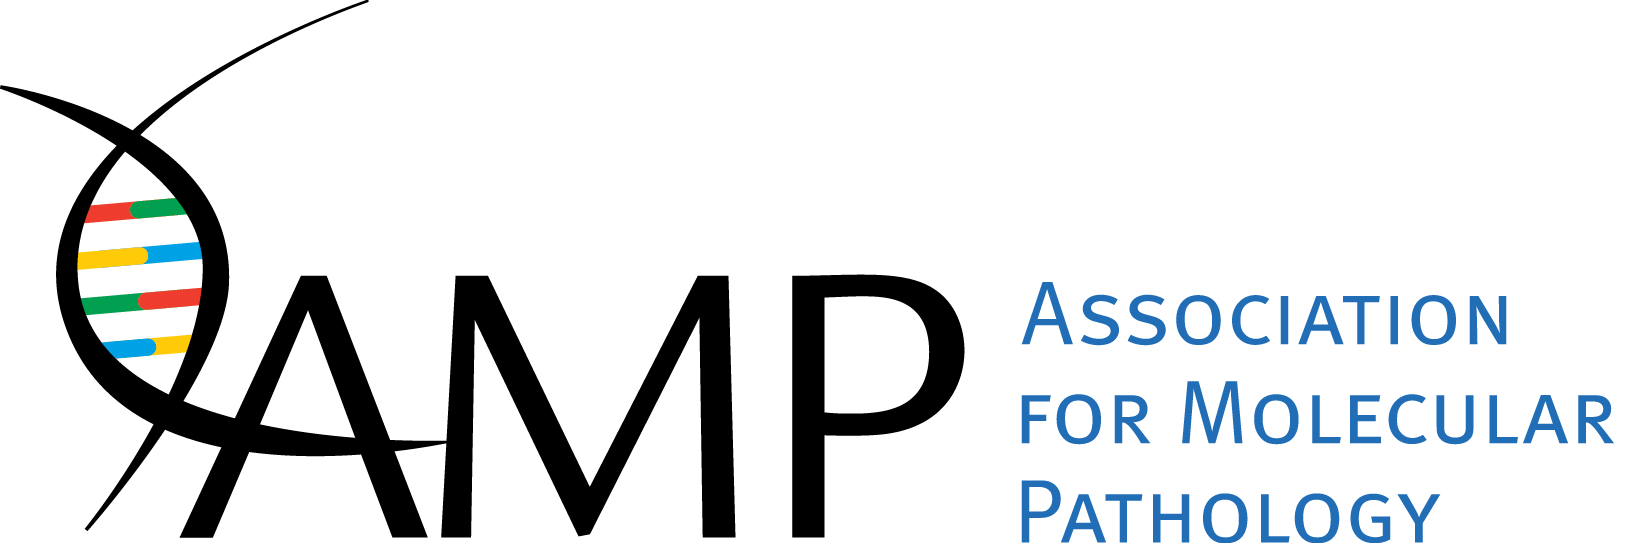 AMP
ASSOCIATION
FOR MOLECULAR
PATHOLOGY